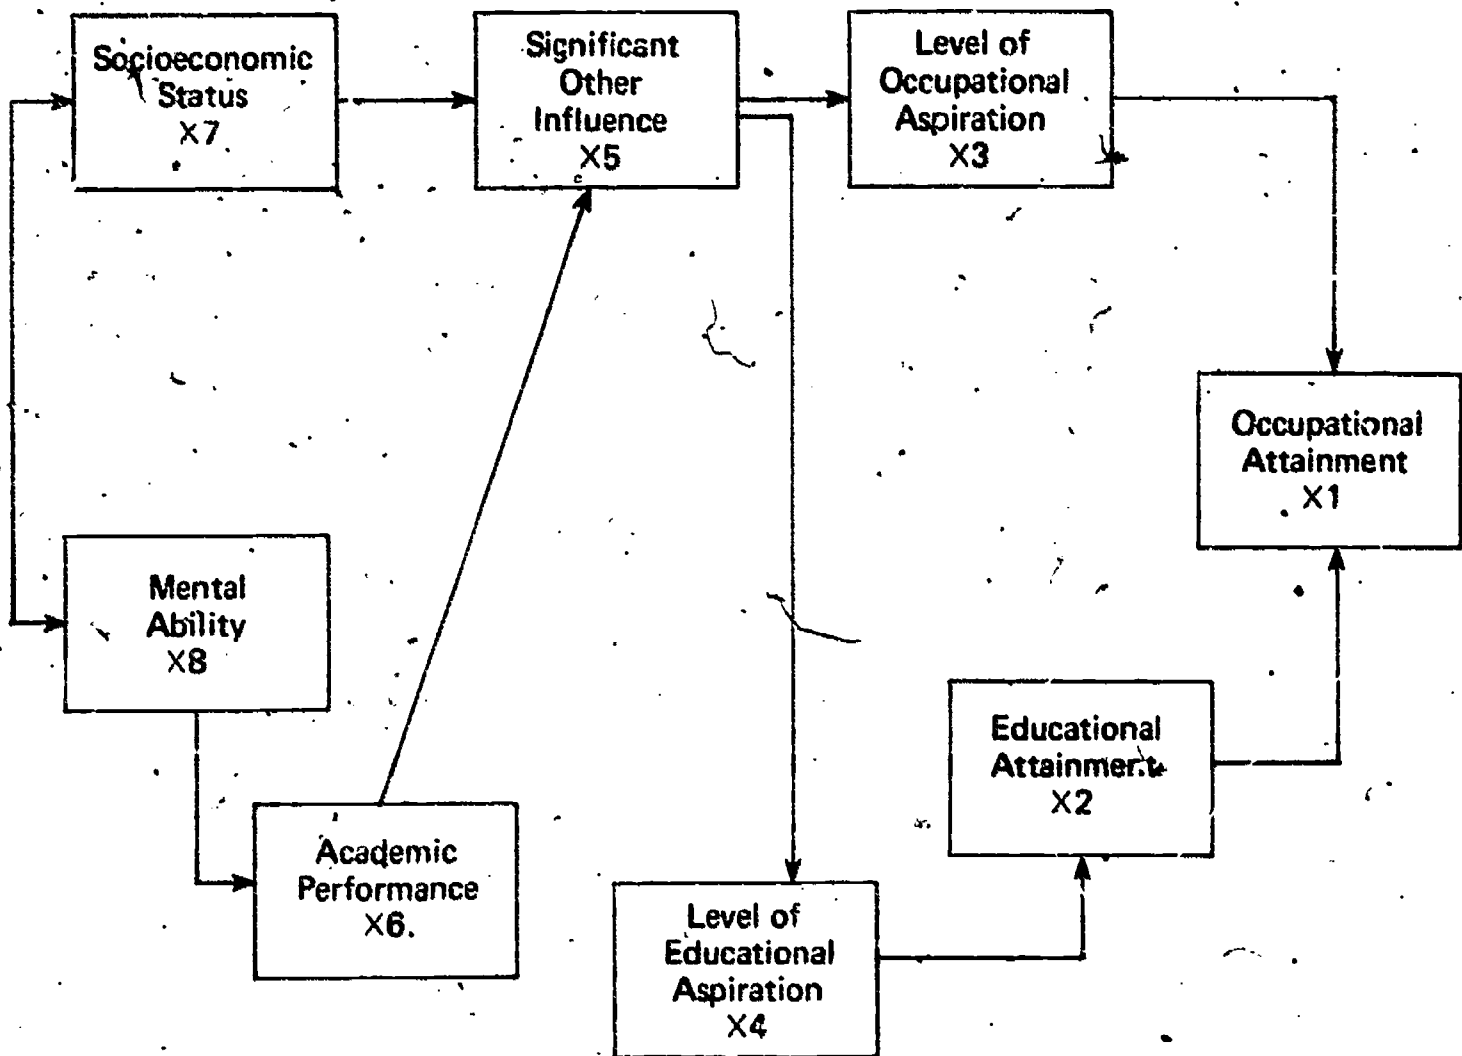 Socioeconomic
Status
X7
Significant
Other
Influence
X5
Level of
Occupational
Aspiration
X3
Occupational
Attainment
X1
Mental
Ability
X8
Educational
Attainment
X2
Academic
Performance
X6.
Level of
Educational
Aspiration
X4